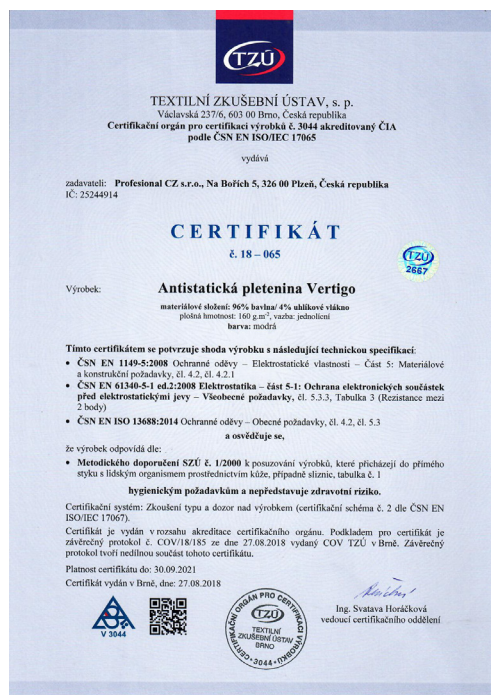 TZÚ
TEXTILNÍ ZKUŠEBNÍ ÚSTAV, s. p.
Václavská 237/6, 603 00 Brno, Česká republika
Certifikační orgán pro certifikaci výrobků č. 3044 akreditovaný ČIA
podle ČSN EN ISO/IEC 17065
vydává
zadavateli: Profesional CZ s.r.o., Na Bořích 5, 326 00 Plzeň, Česká republika
IČ: 25244914
CERTIFIKÁT
č. 18 – 065
TZÚ
2667
Výrobek: Antistatická pletenina Vertigo
materiálové složení: 96% bavlna/ 4% uhlíkové vlákno
plošná hmotnost: 160 g.m-2, vazba: jednolící
barva: modrá
Tímto certifikátem se potvrzuje shoda výrobku s následující technickou specifikací:
• ČSN EN 1149-5:2008 Ochranné oděvy – Elektrostatické vlastnosti – Část 5: Materiálové
a konstrukční požadavky, čl. 4.2, čl. 4.2.1
• ČSN EN 61340-5-1 ed.2:2008 Elektrostatika – část 5-1: Ochrana elektronických součástek
před elektrostatickými jevy – Všeobecné požadavky, čl. 5.3.3, Tabulka 3 (Rezistance mezi
2 body)
• ČSN EN ISO 13688:2014 Ochranné oděvy – Obecné požadavky, čl. 4.2, čl. 5.3
a osvědčuje se,
že výrobek odpovídá dle:
• Metodického doporučení SZÚ č. 1/2000 k posuzování výrobků, které přicházejí do přímého
styku s lidským organismem prostřednictvím kůže, případně sliznic, tabulka č. 1
hygienickým požadavkům a nepředstavuje zdravotní riziko.
Certifikační systém: Zkoušení typu a dozor nad výrobkem (certifikační schéma č. 2 dle ČSN EN
ISO/IEC 17067).
Certifikát je vydán v rozsahu akreditace certifikačního orgánu. Podkladem pro certifikát je
závěrečný protokol č. COV/18/185 ze dne 27.08.2018 vydaný COV TZÚ v Brně. Závěrečný
protokol tvoří nedílnou součást tohoto certifikátu.
Platnost certifikátu do: 30.09.2021
Certifikát vydán v Brně, dne: 27.08.2018
V 3044
CERTIFIKAČNÍ ORGÁN PRO CERTIFIKACI VÝROBKŮ
TZÚ
TEXTILNÍ
ZKUŠEBNÍ ÚSTAV
BRNO
• 3044 •
Ing. Svatava Horáčková
vedoucí certifikačního oddělení